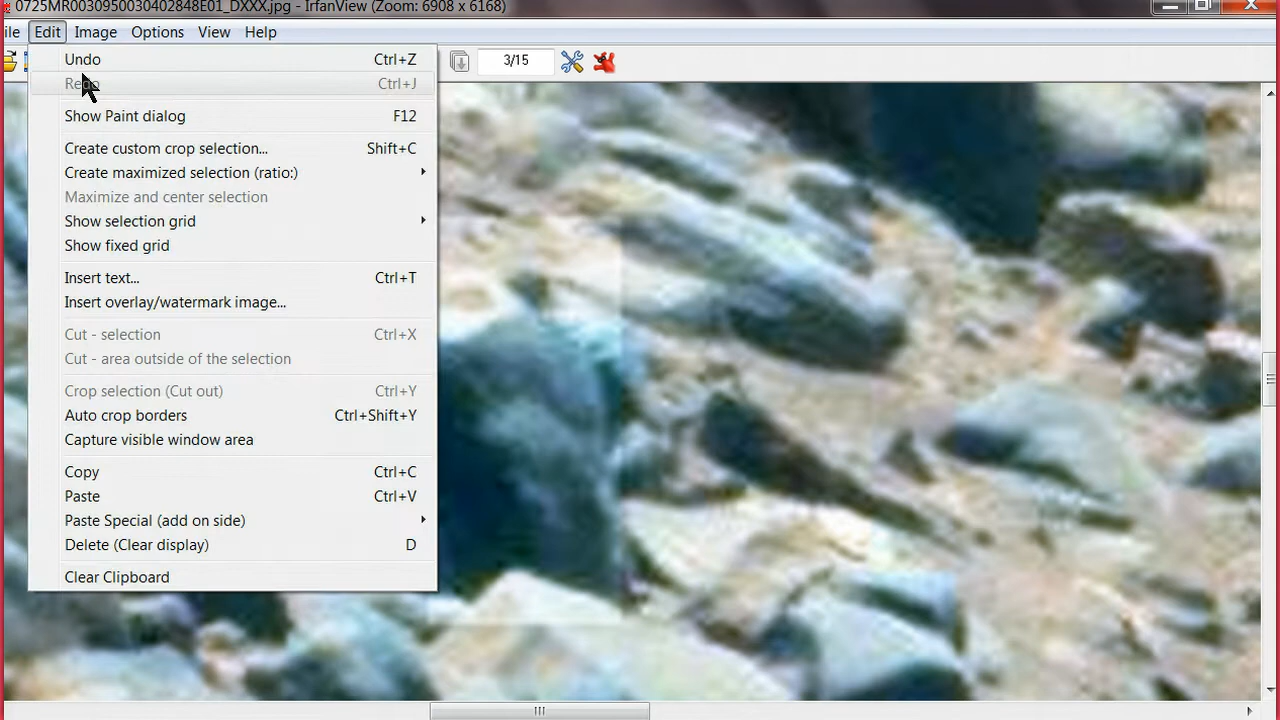 0725MR0030950030402848E01_DXXX.jpg - IrfanView (Zoom: 6908 x 6168)
ile Edit Image Options View Help
3/15
Undo Ctrl+Z
Redo Ctrl+J
Show Paint dialog F12
Create custom crop selection... Shift+C
Create maximized selection (ratio:)
Maximize and center selection
Show selection grid
Show fixed grid
Insert text... Ctrl+T
Insert overlay/watermark image...
Cut - selection Ctrl+X
Cut - area outside of the selection
Crop selection (Cut out) Ctrl+Y
Auto crop borders Ctrl+Shift+Y
Capture visible window area
Copy Ctrl+C
Paste Ctrl+V
Paste Special (add on side)
Delete (Clear display) D
Clear Clipboard